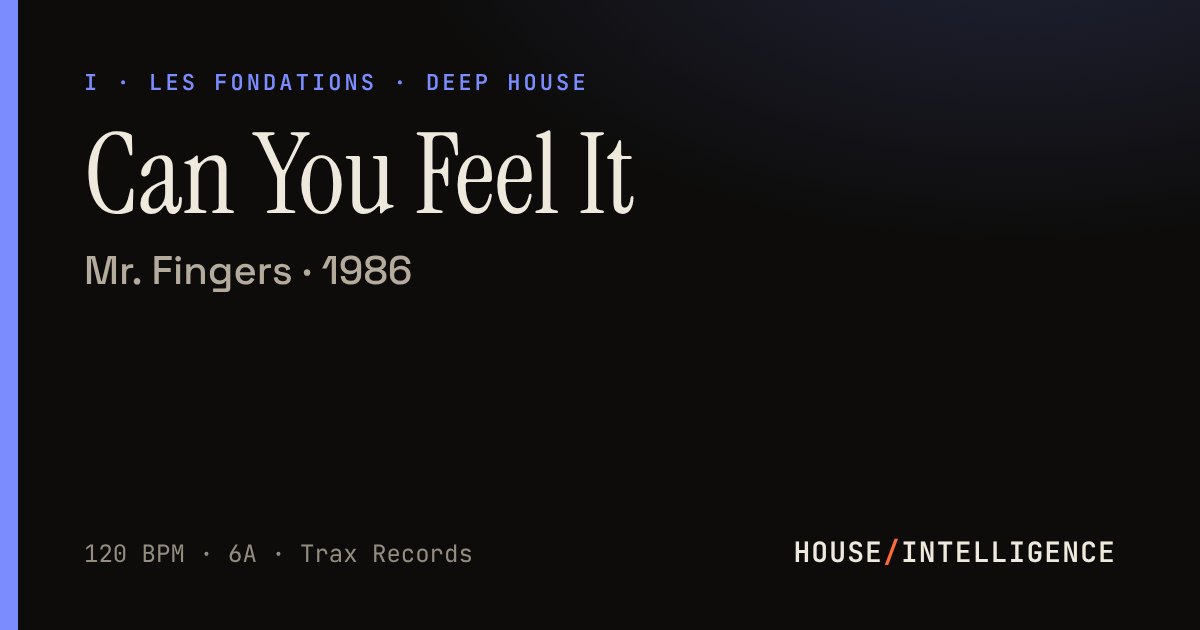 I · LES FONDATIONS · DEEP HOUSE
Can You Feel It
Mr. Fingers · 1986
120 BPM · 6A · Trax Records
HOUSE/INTELLIGENCE